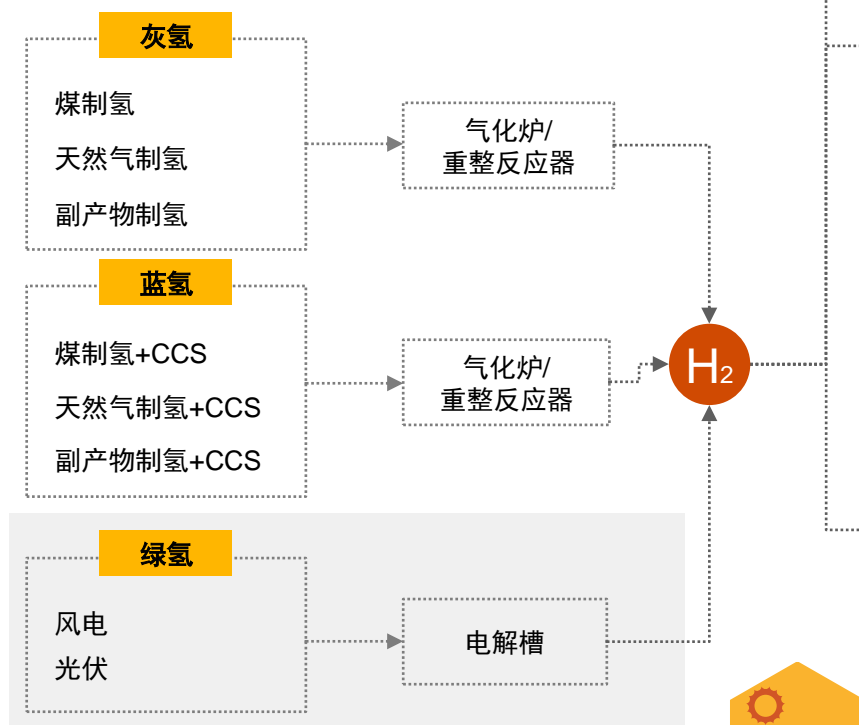 灰氢
煤制氢
天然气制氢
副产物制氢
气化炉/
重整反应器
蓝氢
煤制氢+CCS
天然气制氢+CCS
副产物制氢+CCS
气化炉/
重整反应器
H₂
绿氢
风电
光伏
电解槽